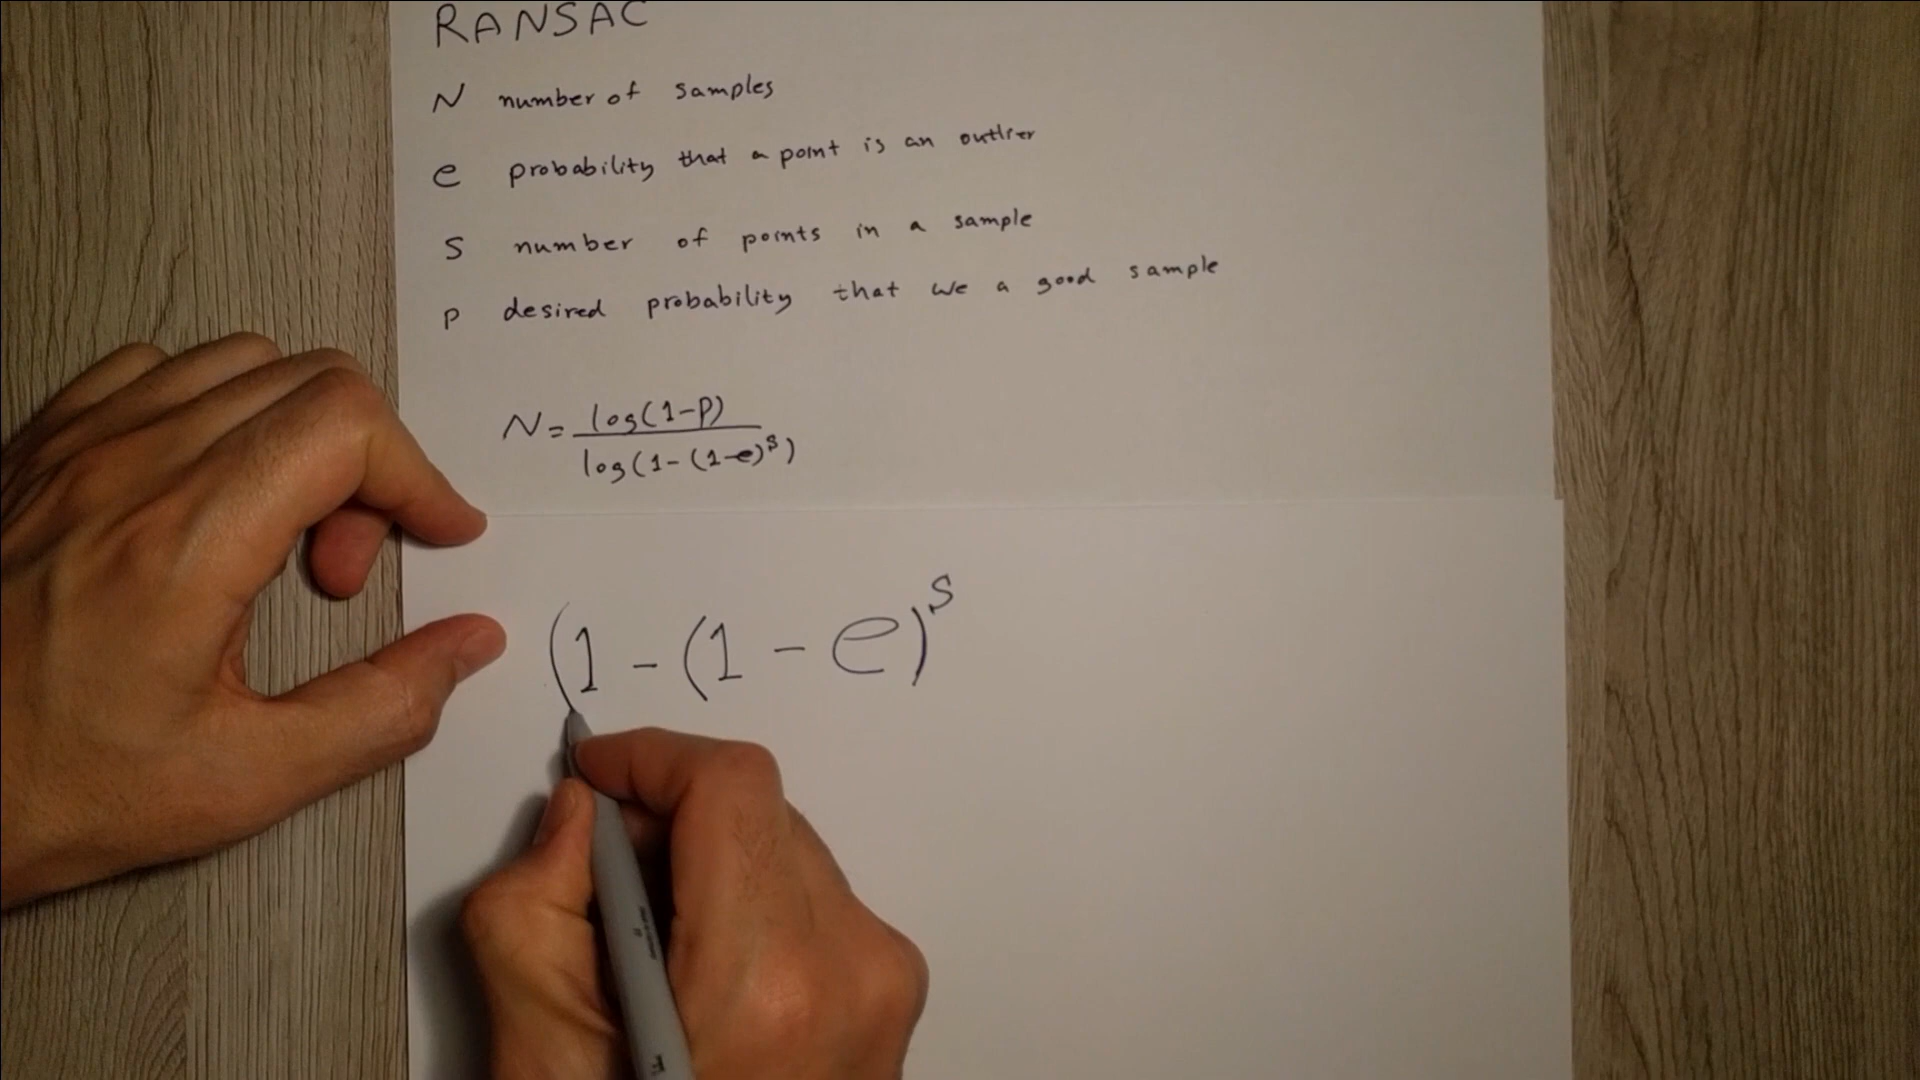 RANSAC
N number of samples
e probability that a point is an outlier
S number of points in a sample
P desired probability that we a good sample
N = log(1-P)
log(1-(1-e)^s)
(1 - (1 - e)^s